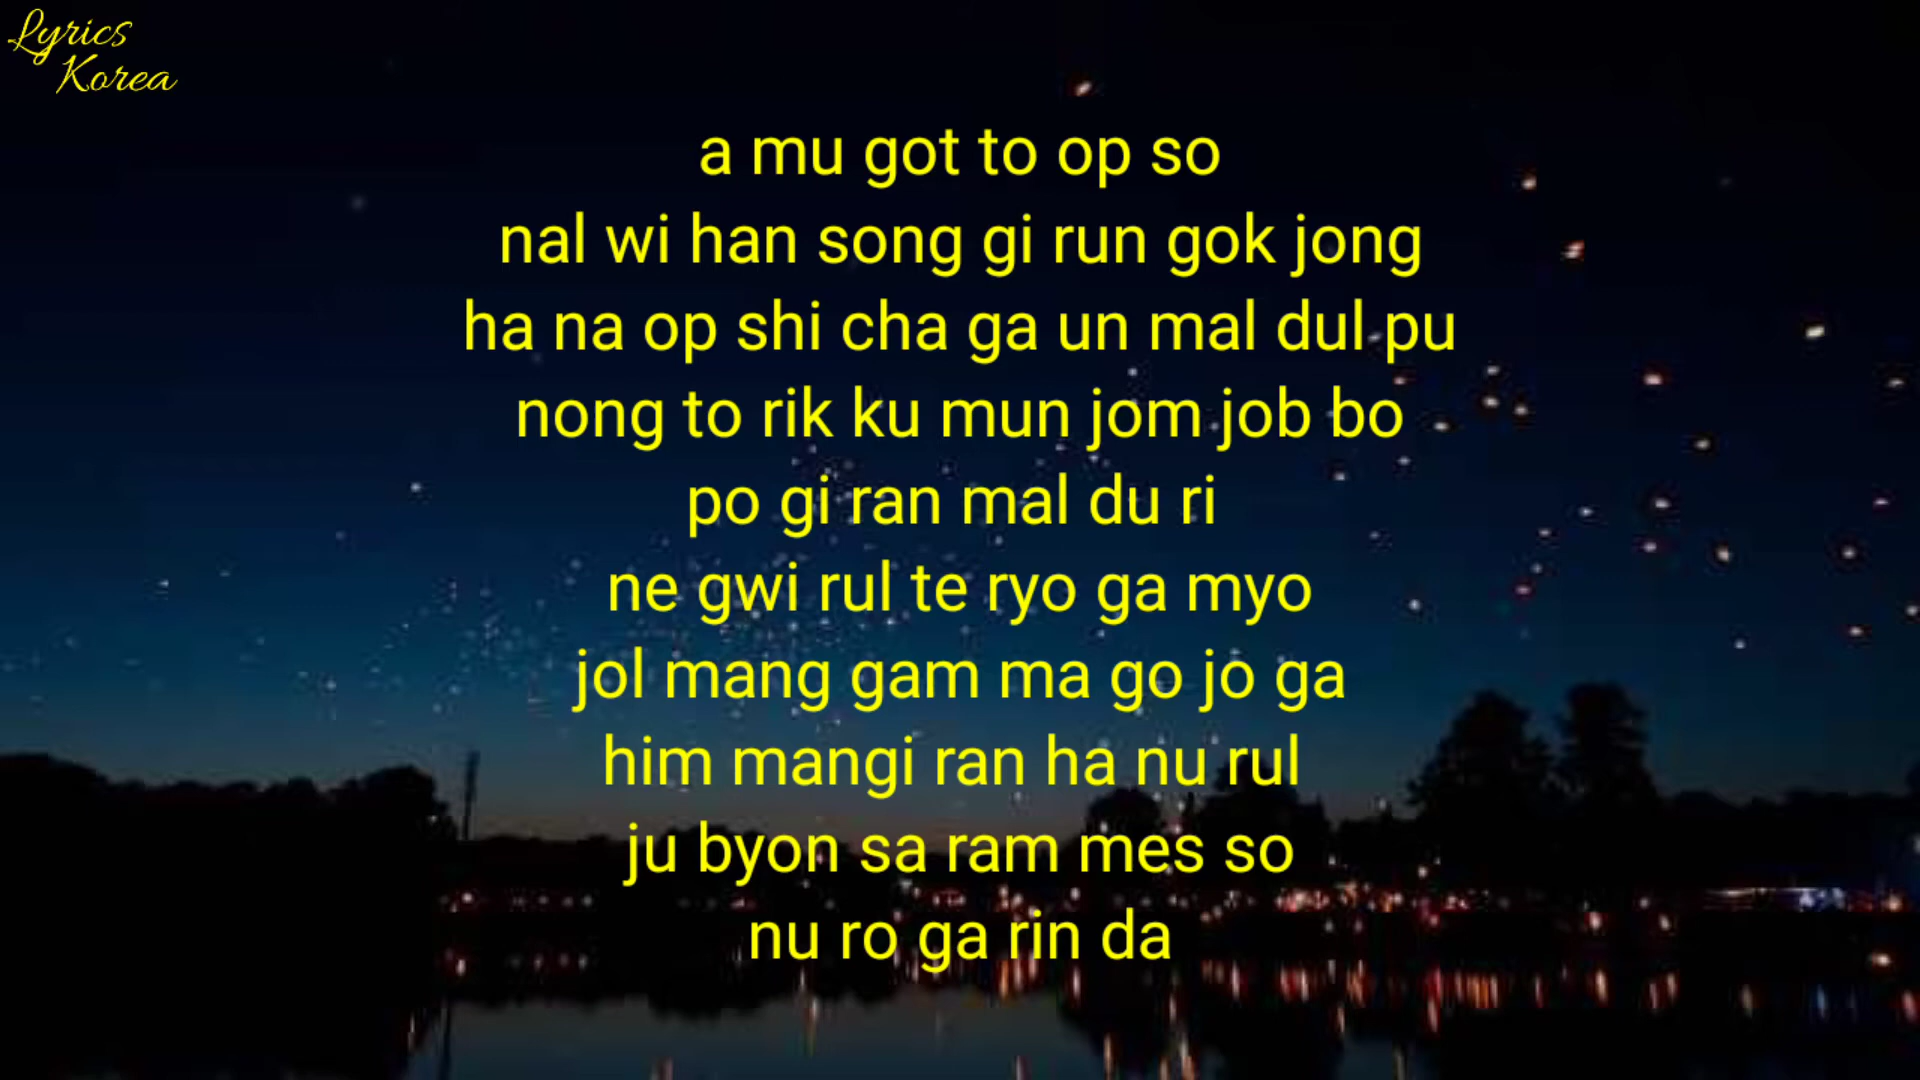 Lyrics
Korea
a mu got to op so
nal wi han song gi run gok jong
ha na op shi cha ga un mal dul pu
nong to rik ku mun jom job bo
po gi ran mal du ri
ne gwi rul te ryo ga myo
jol mang gam ma go jo ga
him mangi ran ha nu rul
ju byon sa ram mes so
nu ro ga rin da